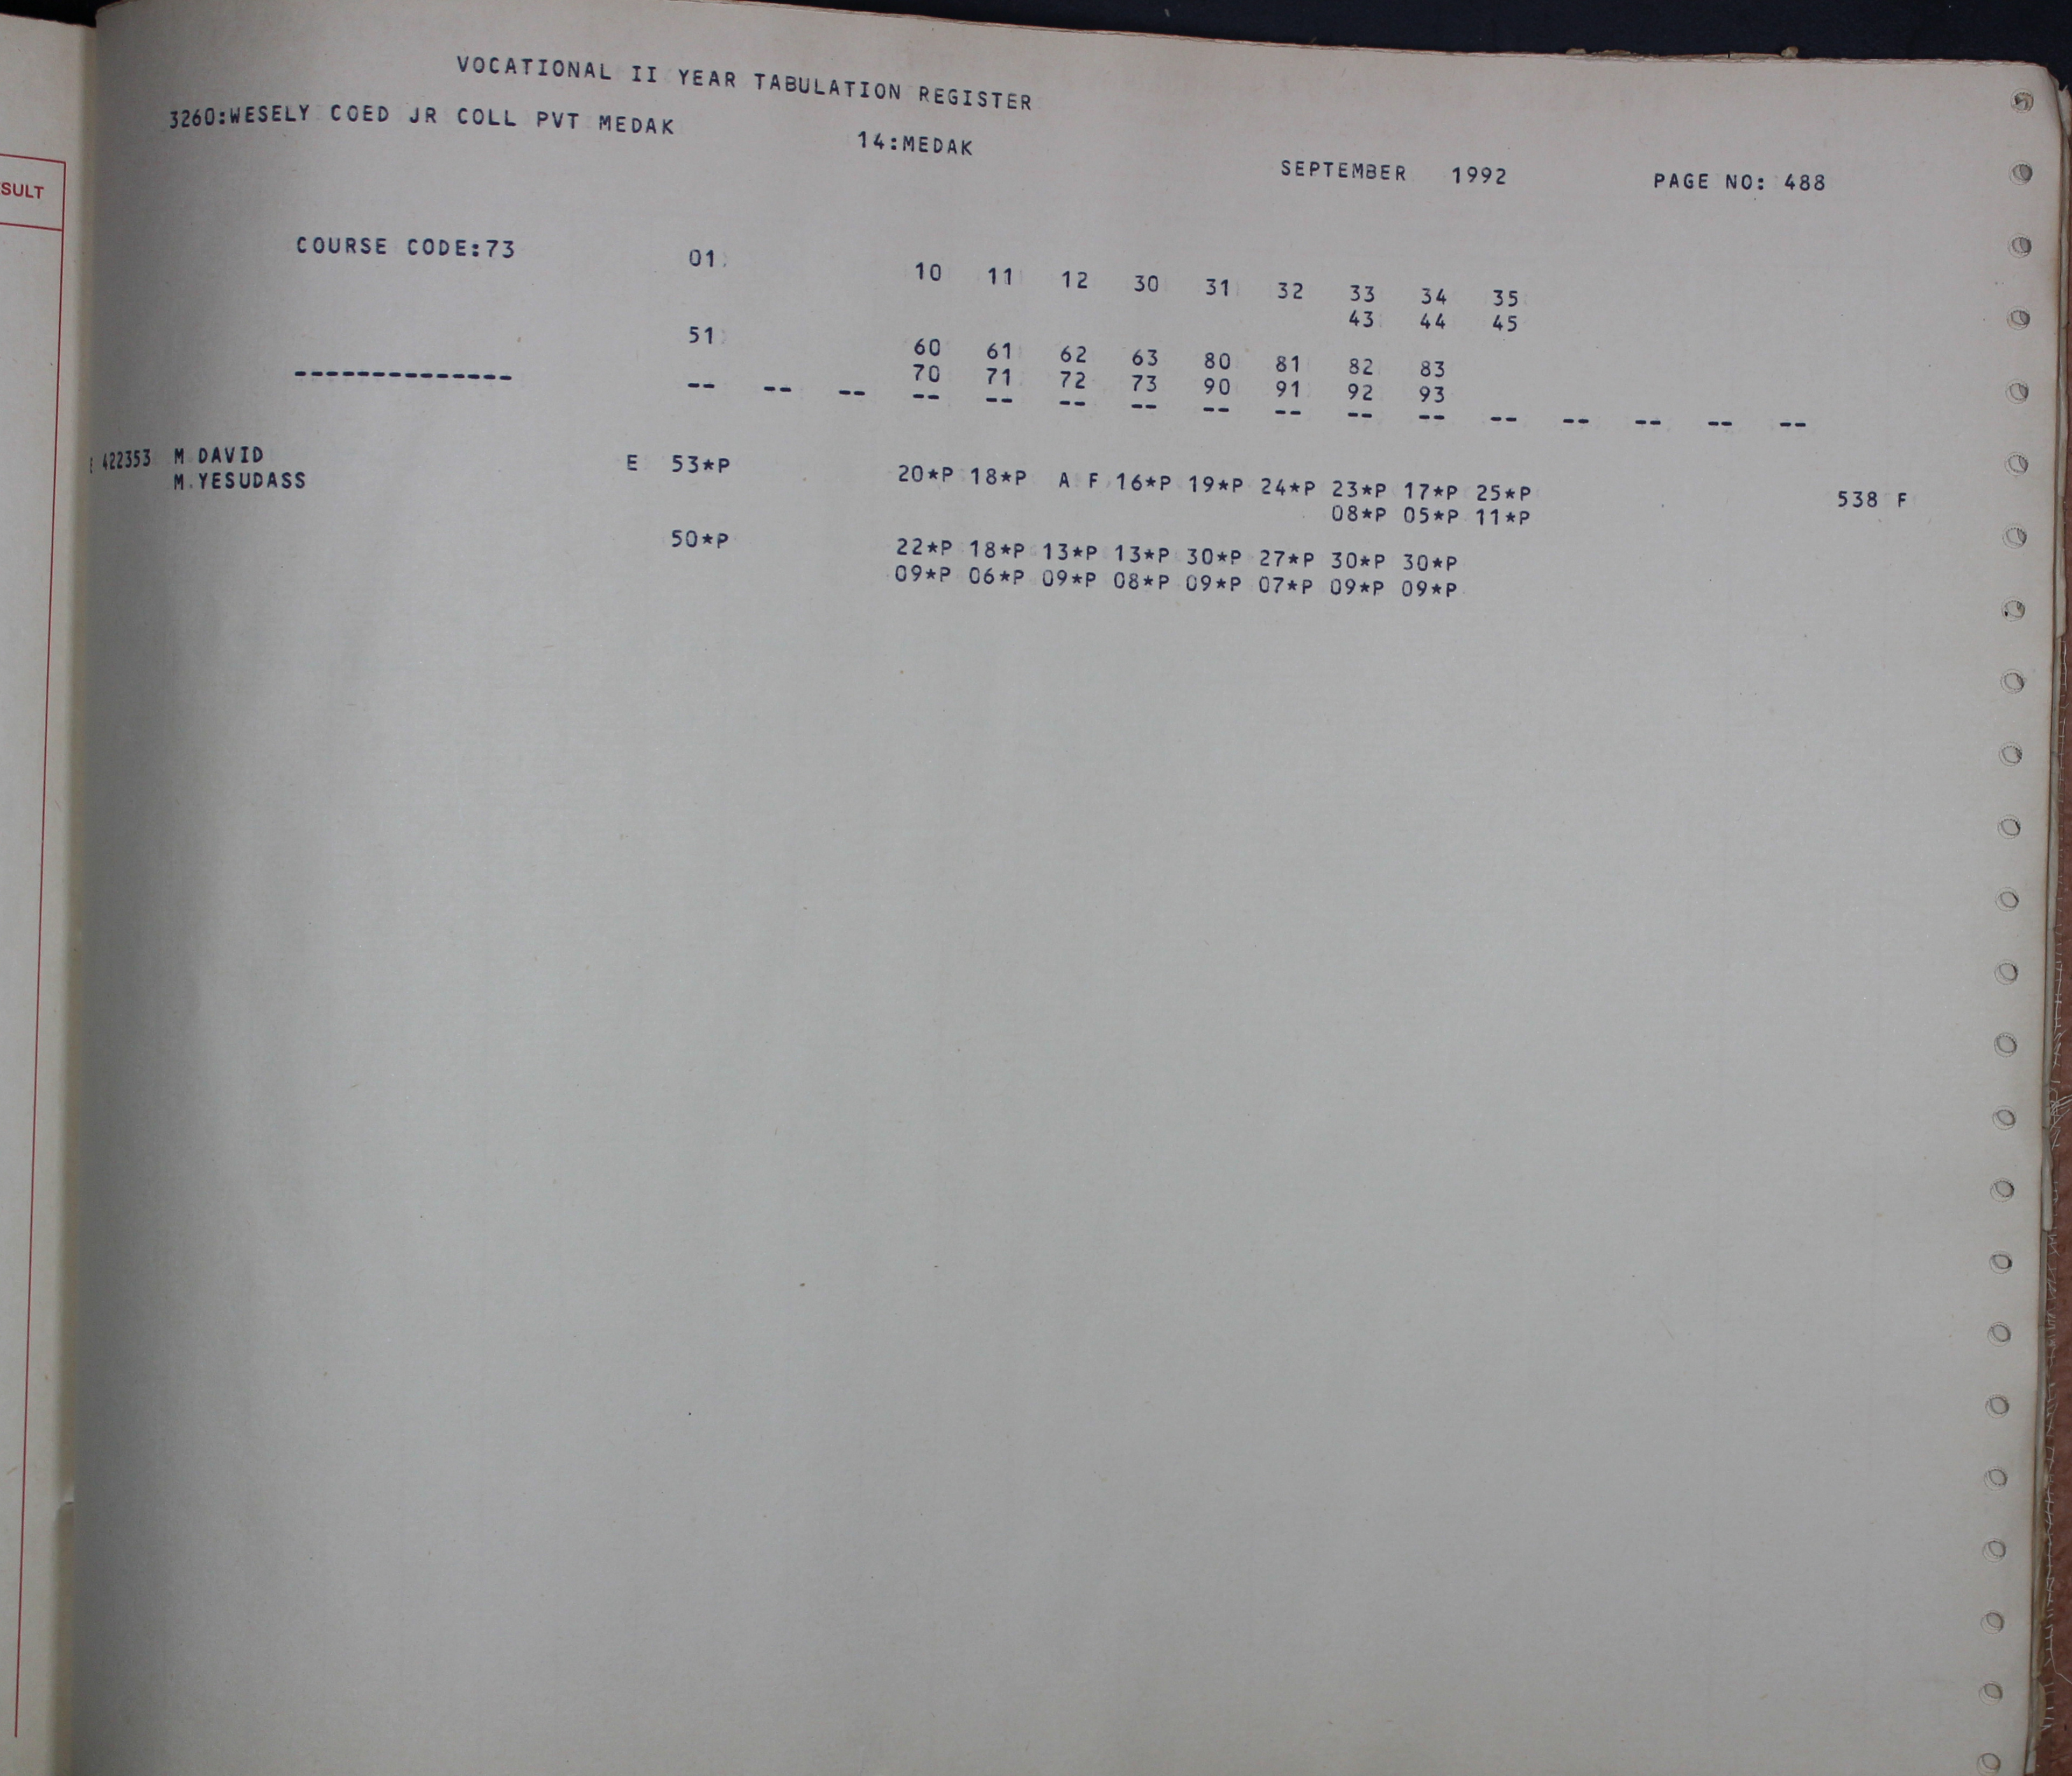 SULT
VOCATIONAL II YEAR TABULATION REGISTER
3260:WESELY COED JR COLL PVT MEDAK 14:MEDAK SEPTEMBER 1992 PAGE NO: 488
COURSE CODE:73 01 10 11 12 30 31 32 33 34 35
43 44 45
51 60 61 62 63 80 81 82 83
70 71 72 73 90 91 92 93
-------------- -- -- -- -- -- -- -- -- -- -- -- -- -- -- -- --
422353 M DAVID E 53*P 20*P 18*P A F 16*P 19*P 24*P 23*P 17*P 25*P 538 F
M.YESUDASS 08*P 05*P 11*P
50*P 22*P 18*P 13*P 13*P 30*P 27*P 30*P 30*P
09*P 06*P 09*P 08*P 09*P 07*P 09*P 09*P